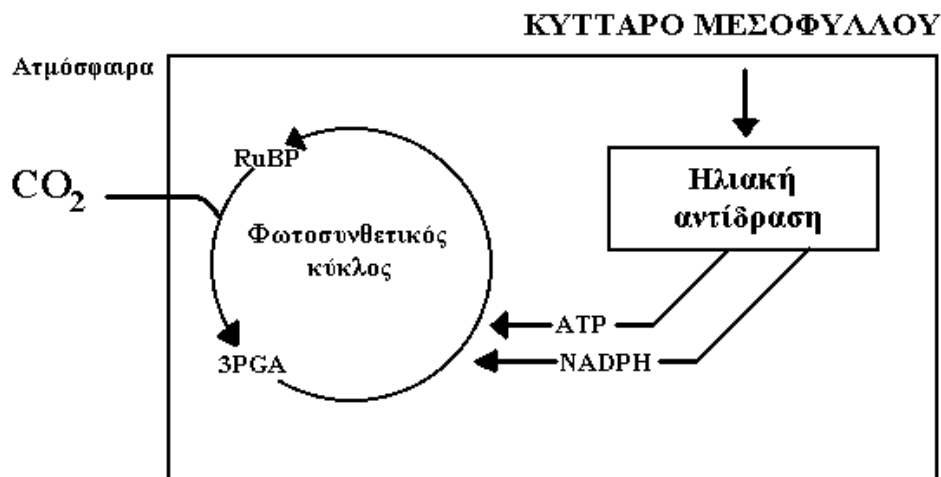 ΚΥΤΤΑΡΟ ΜΕΣΟΦΥΛΛΟΥ
Ατμόσφαιρα
RuBP
CO₂
Ηλιακή
αντίδραση
Φωτοσυνθετικός
κύκλος
ATP
3PGA
NADPH